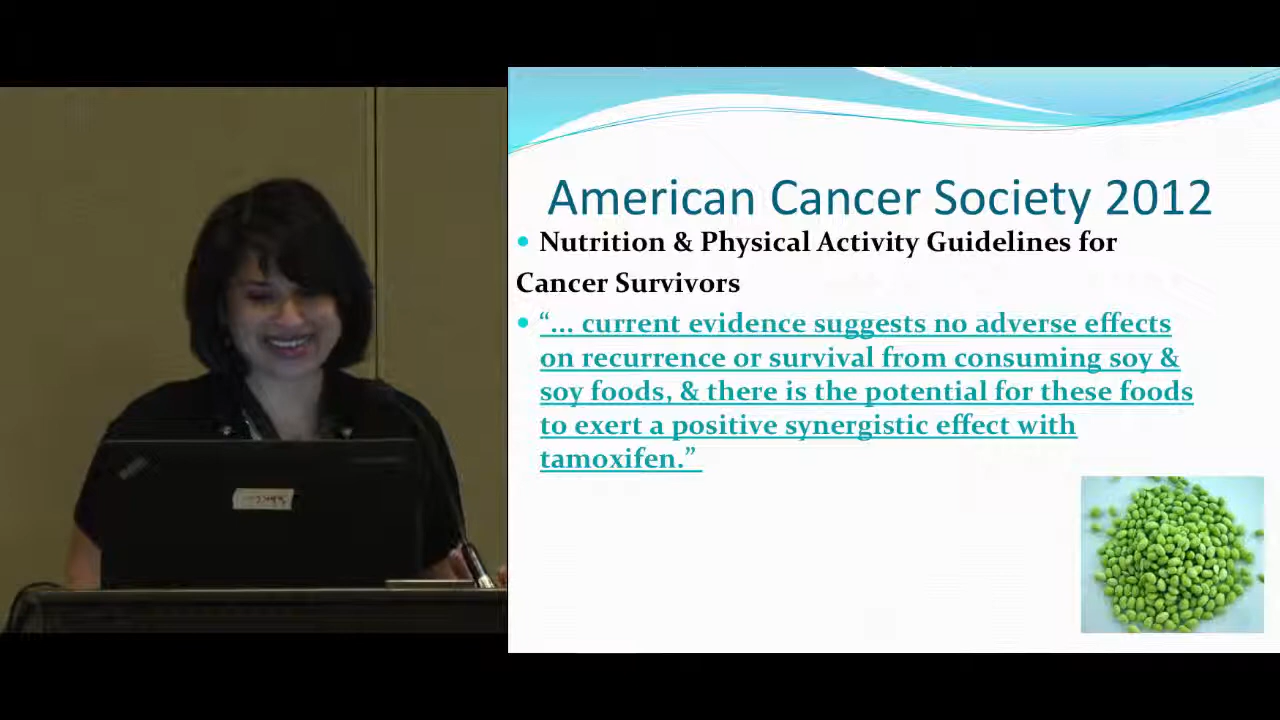 American Cancer Society 2012
• Nutrition & Physical Activity Guidelines for
Cancer Survivors
• “... current evidence suggests no adverse effects
on recurrence or survival from consuming soy &
soy foods, & there is the potential for these foods
to exert a positive synergistic effect with
tamoxifen.”